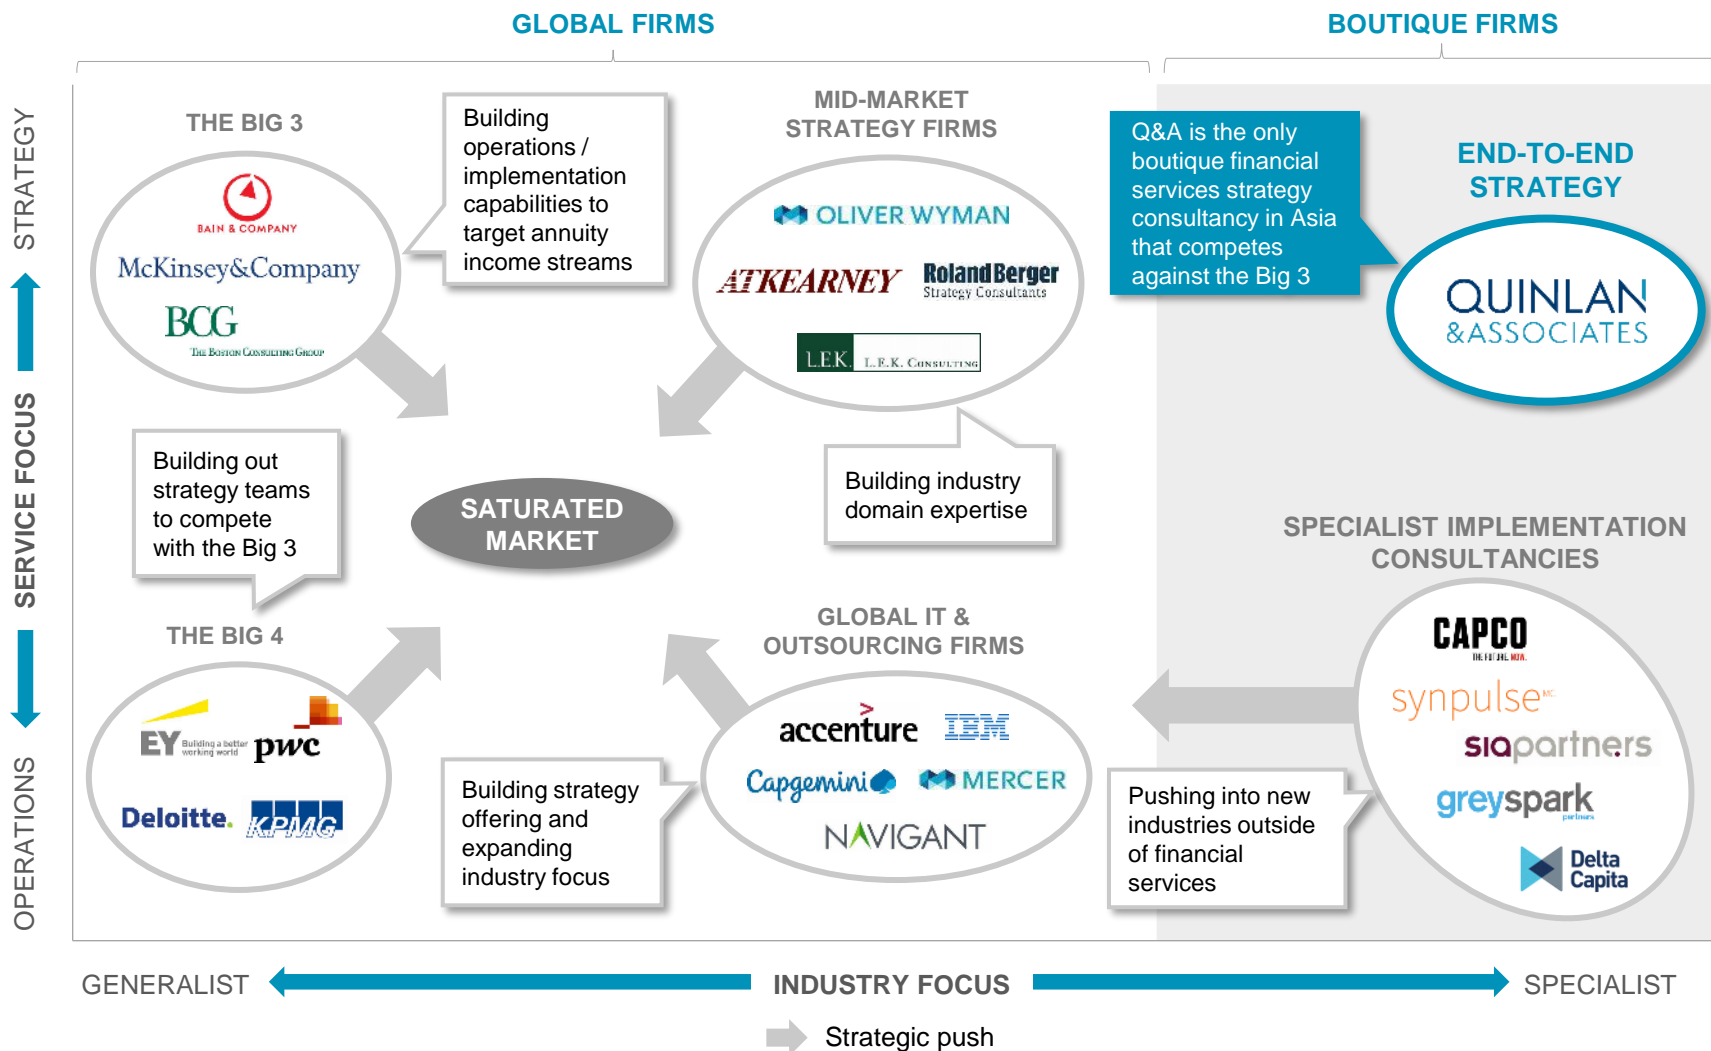 GLOBAL FIRMS
BOUTIQUE FIRMS
STRATEGY
SERVICE FOCUS
OPERATIONS
THE BIG 3
BAIN & COMPANY
McKinsey&Company
BCG
THE BOSTON CONSULTING GROUP
Building
operations /
implementation
capabilities to
target annuity
income streams
MID-MARKET
STRATEGY FIRMS
OLIVER WYMAN
ATKEARNEY
Roland Berger
Strategy Consultants
L.E.K. L.E.K. CONSULTING
Q&A is the only
boutique financial
services strategy
consultancy in Asia
that competes
against the Big 3
END-TO-END
STRATEGY
QUINLAN
&ASSOCIATES
Building out
strategy teams
to compete
with the Big 3
SATURATED
MARKET
Building industry
domain expertise
THE BIG 4
EY Building a better
working world
pwc
Deloitte.
KPMG
GLOBAL IT &
OUTSOURCING FIRMS
accenture
IBM
Capgemini
MERCER
NAVIGANT
Building strategy
offering and
expanding
industry focus
SPECIALIST IMPLEMENTATION
CONSULTANCIES
CAPCO
THE FUTURE. NOW.
synpulse MC
siapartners
greyspark
partners
Delta
Capita
Pushing into new
industries outside
of financial
services
GENERALIST
INDUSTRY FOCUS
SPECIALIST
Strategic push